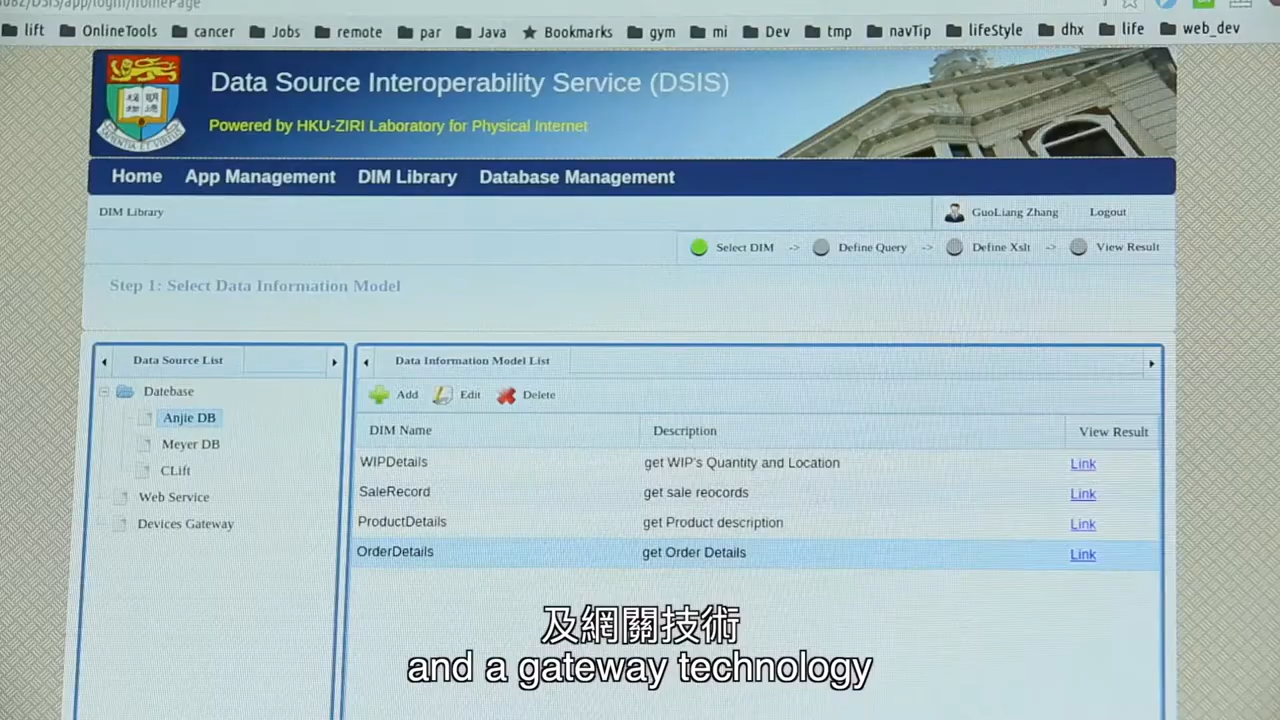 DSIS/app/login/homePage
lift OnlineTools cancer Jobs remote par Java Bookmarks gym mi Dev tmp navTip lifeStyle dhx life web_dev
Data Source Interoperability Service (DSIS)
Powered by HKU-ZIRI Laboratory for Physical Internet
Home App Management DIM Library Database Management
DIM Library GuoLiang Zhang Logout
Select DIM -> Define Query -> Define Xslt -> View Result
Step 1: Select Data Information Model
Data Source List
Datebase
Anjie DB
Meyer DB
CLift
Web Service
Devices Gateway
Data Information Model List
Add Edit Delete
DIM Name Description View Result
WIPDetails get WIP's Quantity and Location Link
SaleRecord get sale reocords Link
ProductDetails get Product description Link
OrderDetails get Order Details Link
及網關技術
and a gateway technology